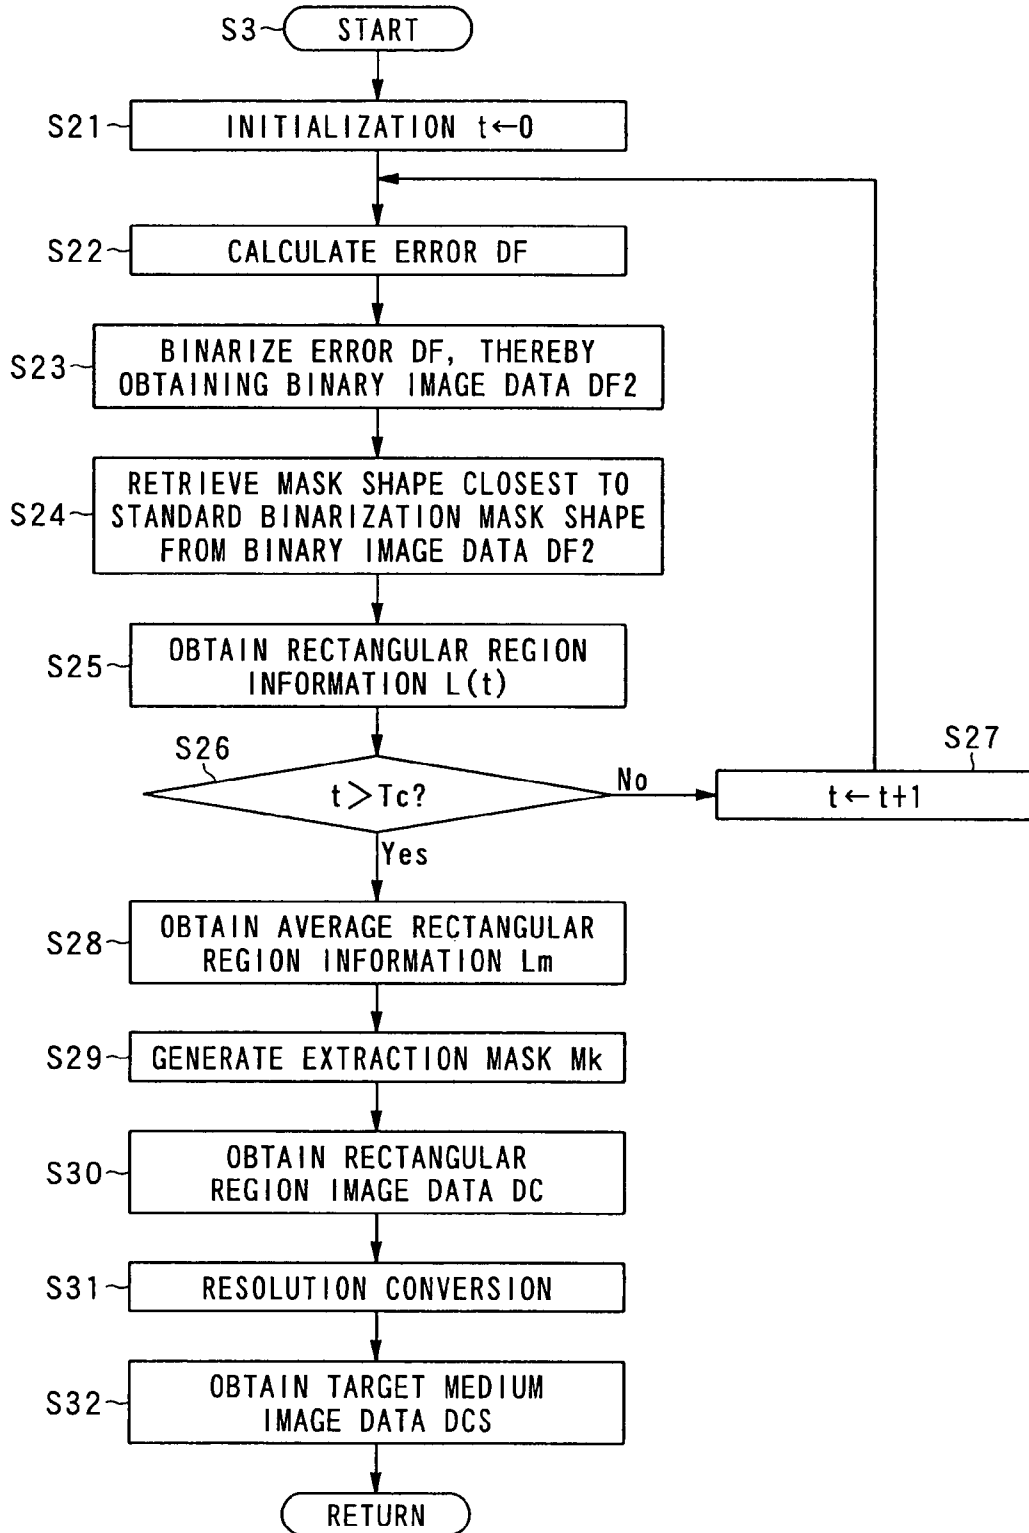 S3
START
S21
INITIALIZATION t←0
S22
CALCULATE ERROR DF
S23
BINARIZE ERROR DF, THEREBY
OBTAINING BINARY IMAGE DATA DF2
S24
RETRIEVE MASK SHAPE CLOSEST TO
STANDARD BINARIZATION MASK SHAPE
FROM BINARY IMAGE DATA DF2
S25
OBTAIN RECTANGULAR REGION
INFORMATION L(t)
S26
t>Tc?
No
S27
t←t+1
Yes
S28
OBTAIN AVERAGE RECTANGULAR
REGION INFORMATION Lm
S29
GENERATE EXTRACTION MASK Mk
S30
OBTAIN RECTANGULAR
REGION IMAGE DATA DC
S31
RESOLUTION CONVERSION
S32
OBTAIN TARGET MEDIUM
IMAGE DATA DCS
RETURN